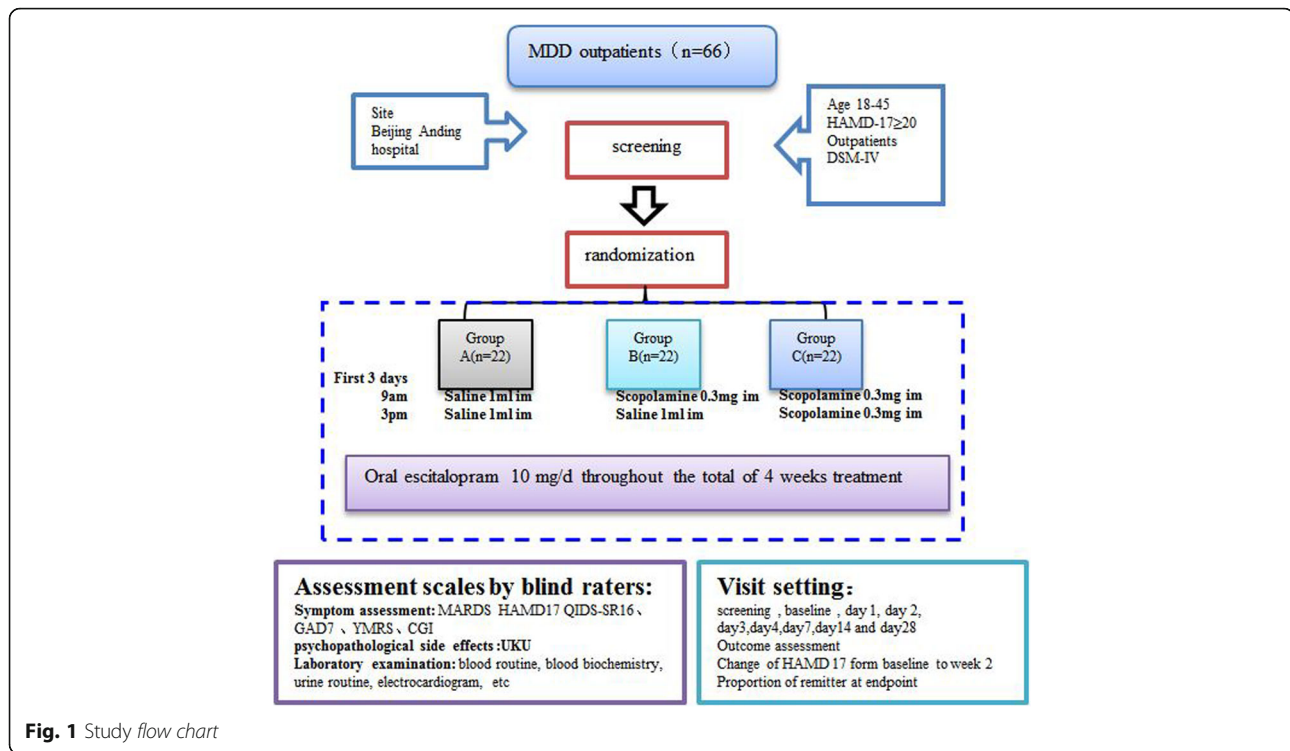 MDD outpatients（n=66）
Site
Beijing Anding
hospital
Age 18-45
HAMD-17≥20
Outpatients
DSM-IV
screening
randomization
Group
A(n=22)
Group
B(n=22)
Group
C(n=22)
First 3 days
9am
3pm
Saline 1ml im
Saline 1ml im
Scopolamine 0.3mg im
Saline 1ml im
Scopolamine 0.3mg im
Scopolamine 0.3mg im
Oral escitalopram 10 mg/d throughout the total of 4 weeks treatment
Assessment scales by blind raters:
Symptom assessment: MARDS HAMD17 QIDS-SR16、
GAD7 、YMRS、CGI
psychopathological side effects :UKU
Laboratory examination: blood routine, blood biochemistry,
urine routine, electrocardiogram, etc
Visit setting：
screening , baseline , day 1, day 2,
day3,day4,day7,day14 and day28
Outcome assessment
Change of HAMD 17 form baseline to week 2
Proportion of remitter at endpoint
Fig. 1 Study flow chart